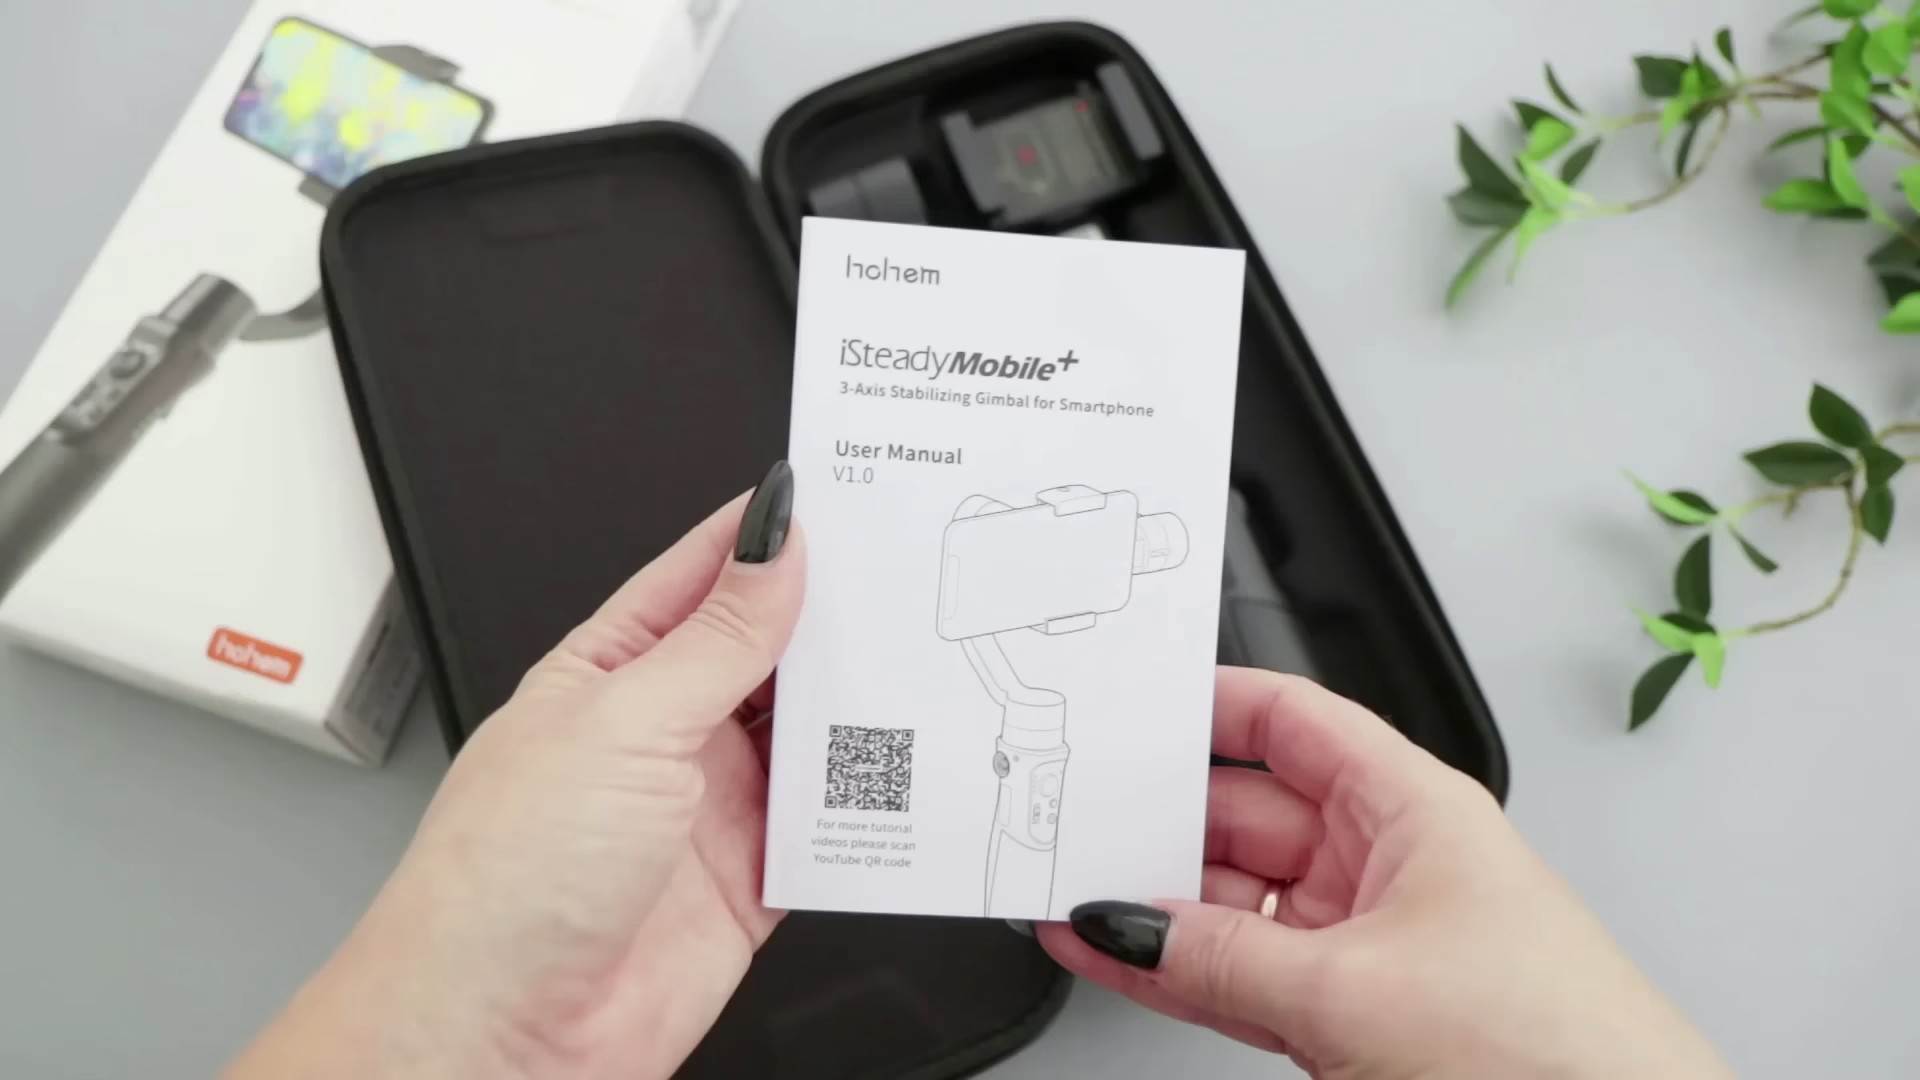 hohem
iSteadyMobile+
3-Axis Stabilizing Gimbal for Smartphone
User Manual
V1.0
For more tutorial
videos please scan
YouTube QR code
hohem